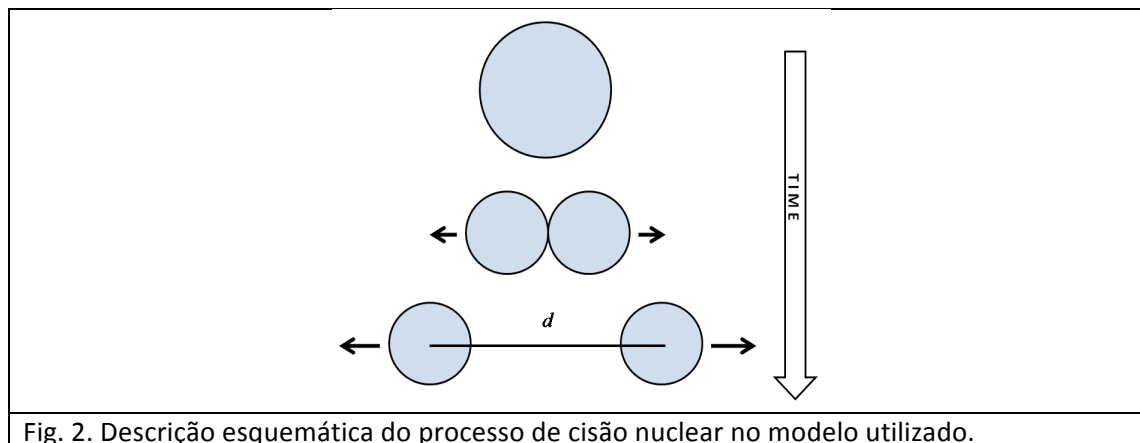 TIME
d
Fig. 2. Descrição esquemática do processo de cisão nuclear no modelo utilizado.